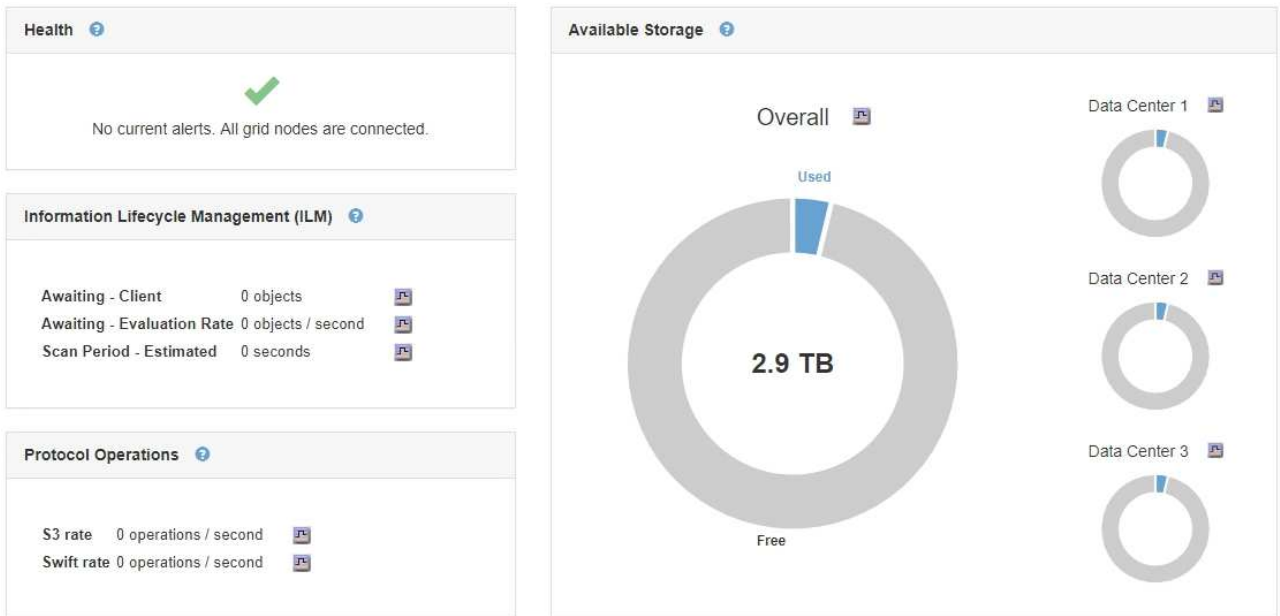 Health
No current alerts. All grid nodes are connected.
Information Lifecycle Management (ILM)
Awaiting - Client 0 objects
Awaiting - Evaluation Rate 0 objects / second
Scan Period - Estimated 0 seconds
Protocol Operations
S3 rate 0 operations / second
Swift rate 0 operations / second
Available Storage
Overall
Used
2.9 TB
Free
Data Center 1
Data Center 2
Data Center 3